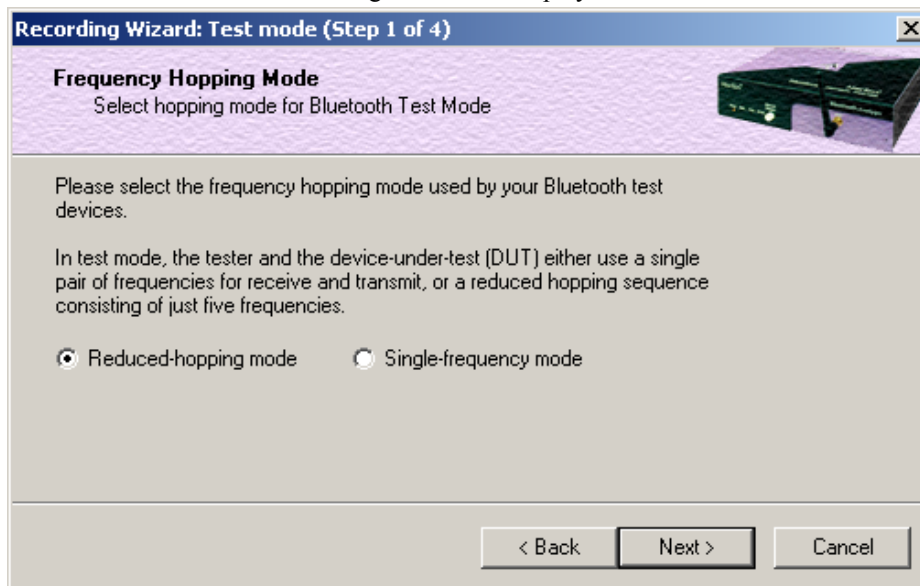 Recording Wizard: Test mode (Step 1 of 4)
Frequency Hopping Mode
Select hopping mode for Bluetooth Test Mode
Please select the frequency hopping mode used by your Bluetooth test
devices.
In test mode, the tester and the device-under-test (DUT) either use a single
pair of frequencies for receive and transmit, or a reduced hopping sequence
consisting of just five frequencies.
Reduced-hopping mode Single-frequency mode
< Back Next > Cancel